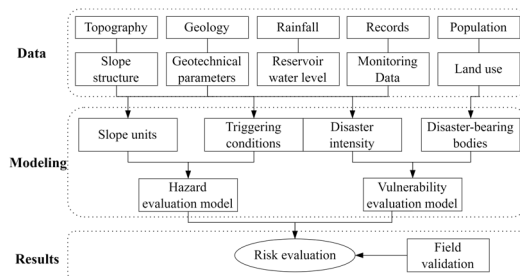 Topography
Geology
Rainfall
Records
Population
Data
Slope
structure
Geotechnical
parameters
Reservoir
water level
Monitoring
Data
Land use
Modeling
Slope units
Triggering
conditions
Disaster
intensity
Disaster-bearing
bodies
Hazard
evaluation model
Vulnerability
evaluation model
Results
Risk evaluation
Field
validation